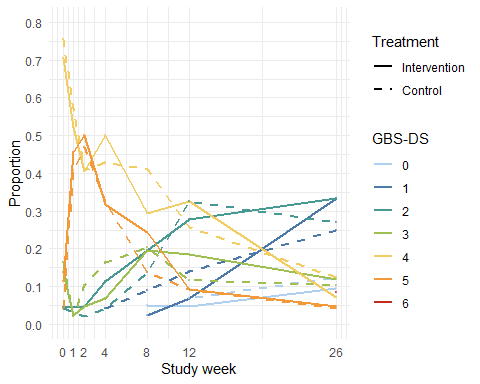 0.8
0.7
0.6
0.5
0.4
0.3
0.2
0.1
0.0
Proportion
0 1 2 4 8 12 26
Study week
Treatment
Intervention
Control
GBS-DS
0
1
2
3
4
5
6